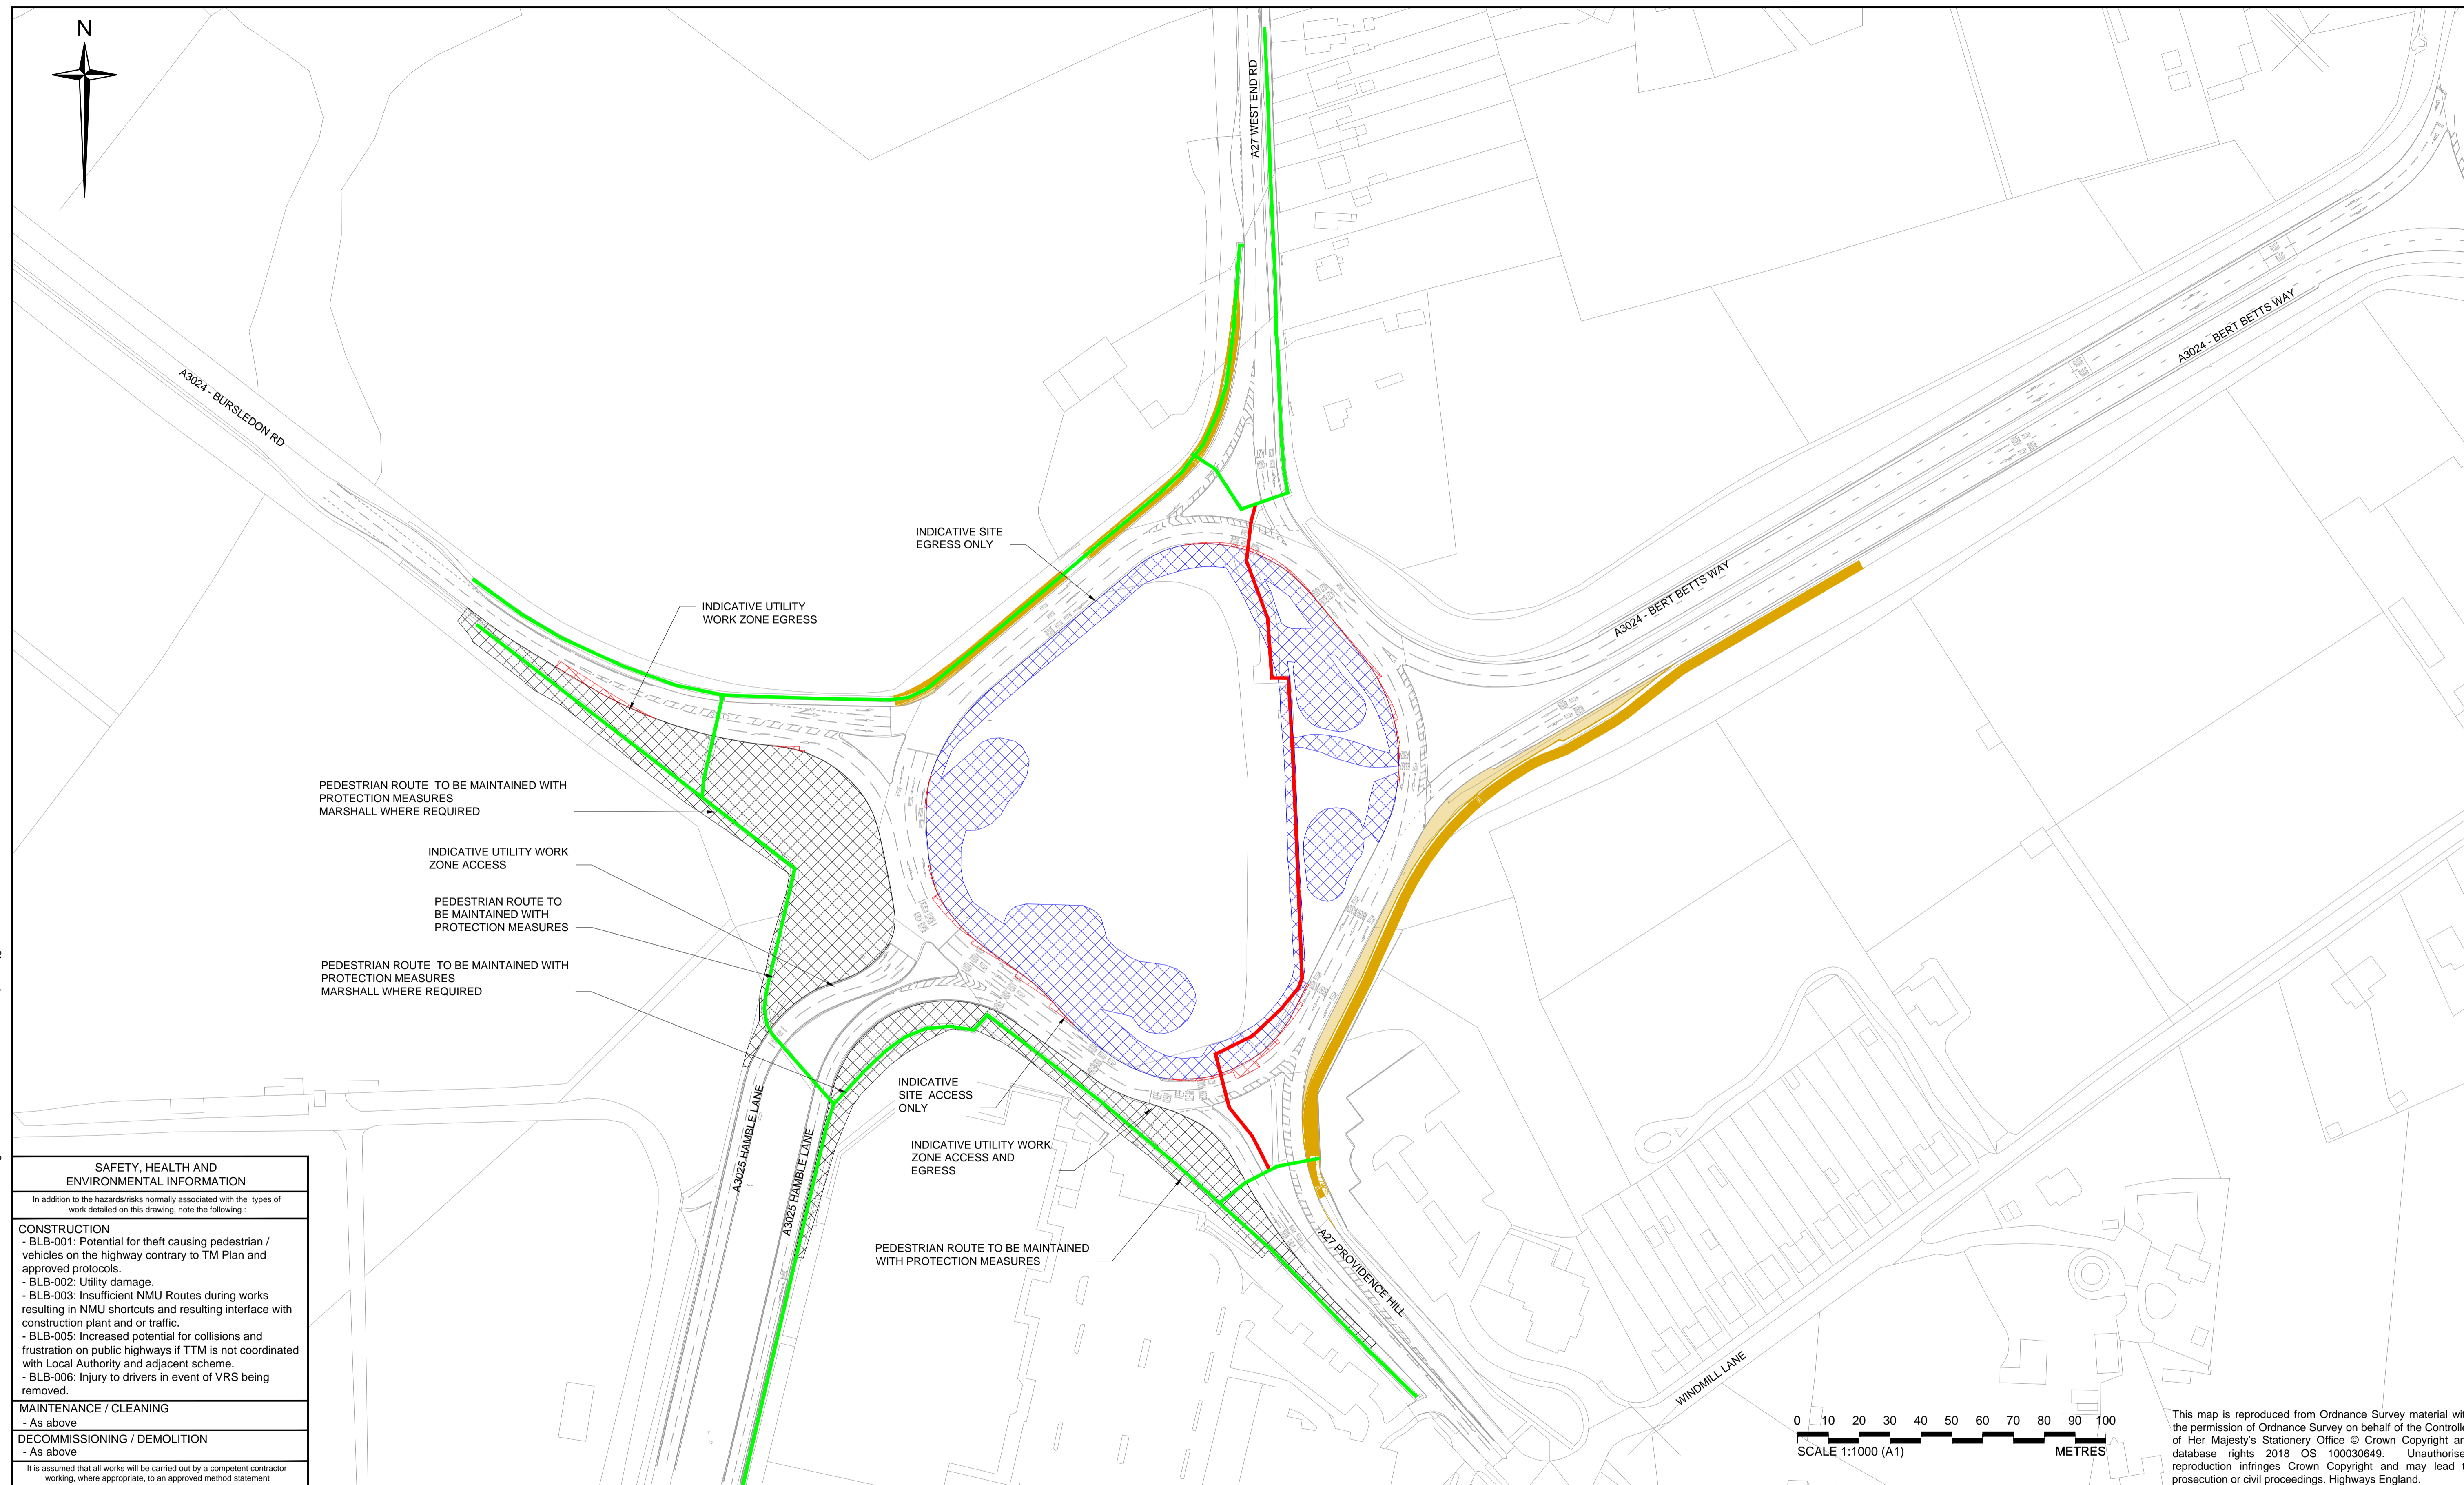 N
A27 WEST END RD
A3024 - BURSLEDON RD
A3024 - BERT BETTS WAY
A3024 - BERT BETTS WAY
INDICATIVE SITE
EGRESS ONLY
INDICATIVE UTILITY
WORK ZONE EGRESS
PEDESTRIAN ROUTE TO BE MAINTAINED WITH
PROTECTION MEASURES
MARSHALL WHERE REQUIRED
INDICATIVE UTILITY WORK
ZONE ACCESS
PEDESTRIAN ROUTE TO
BE MAINTAINED WITH
PROTECTION MEASURES
PEDESTRIAN ROUTE TO BE MAINTAINED WITH
PROTECTION MEASURES
MARSHALL WHERE REQUIRED
INDICATIVE
SITE ACCESS
ONLY
INDICATIVE UTILITY WORK
ZONE ACCESS AND
EGRESS
PEDESTRIAN ROUTE TO BE MAINTAINED
WITH PROTECTION MEASURES
A3025 HAMBLE LANE
A3025 HAMBLE LANE
A27 PROVIDENCE HILL
WINDMILL LANE
SAFETY, HEALTH AND
ENVIRONMENTAL INFORMATION
In addition to the hazards/risks normally associated with the types of
work detailed on this drawing, note the following :
CONSTRUCTION
- BLB-001: Potential for theft causing pedestrian /
vehicles on the highway contrary to TM Plan and
approved protocols.
- BLB-002: Utility damage.
- BLB-003: Insufficient NMU Routes during works
resulting in NMU shortcuts and resulting interface with
construction plant and or traffic.
- BLB-005: Increased potential for collisions and
frustration on public highways if TTM is not coordinated
with Local Authority and adjacent scheme.
- BLB-006: Injury to drivers in event of VRS being
removed.
MAINTENANCE / CLEANING
- As above
DECOMMISSIONING / DEMOLITION
- As above
It is assumed that all works will be carried out by a competent contractor
working, where appropriate, to an approved method statement
0 10 20 30 40 50 60 70 80 90 100
SCALE 1:1000 (A1) METRES
This map is reproduced from Ordnance Survey material wit
the permission of Ordnance Survey on behalf of the Controlle
of Her Majesty's Stationery Office © Crown Copyright an
database rights 2018 OS 100030649. Unauthorise
reproduction infringes Crown Copyright and may lead t
prosecution or civil proceedings. Highways England.